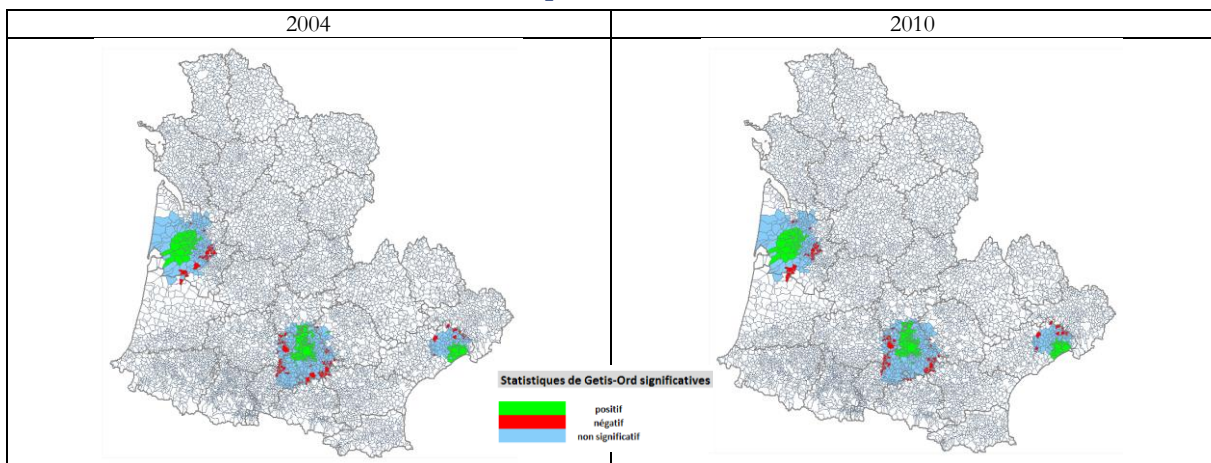 2004
2010
Statistiques de Getis-Ord significatives
positif
négatif
non significatif